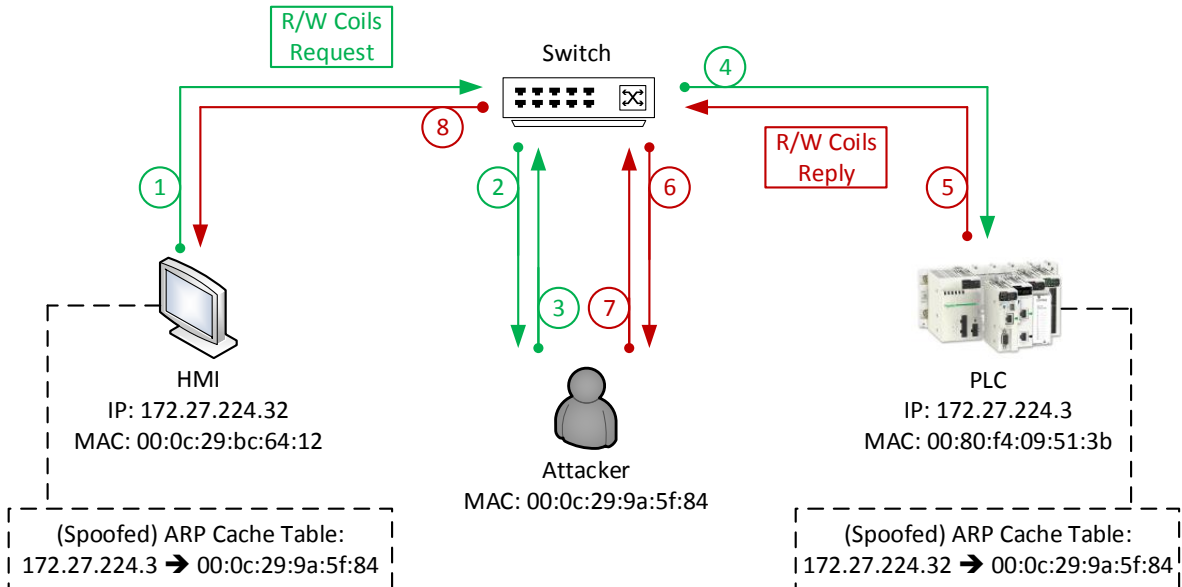 R/W Coils
Request
Switch
4
8
R/W Coils
Reply
1
2
6
5
3
7
HMI
IP: 172.27.224.32
MAC: 00:0c:29:bc:64:12
PLC
IP: 172.27.224.3
MAC: 00:80:f4:09:51:3b
Attacker
MAC: 00:0c:29:9a:5f:84
(Spoofed) ARP Cache Table:
172.27.224.3 ➔ 00:0c:29:9a:5f:84
(Spoofed) ARP Cache Table:
172.27.224.32 ➔ 00:0c:29:9a:5f:84